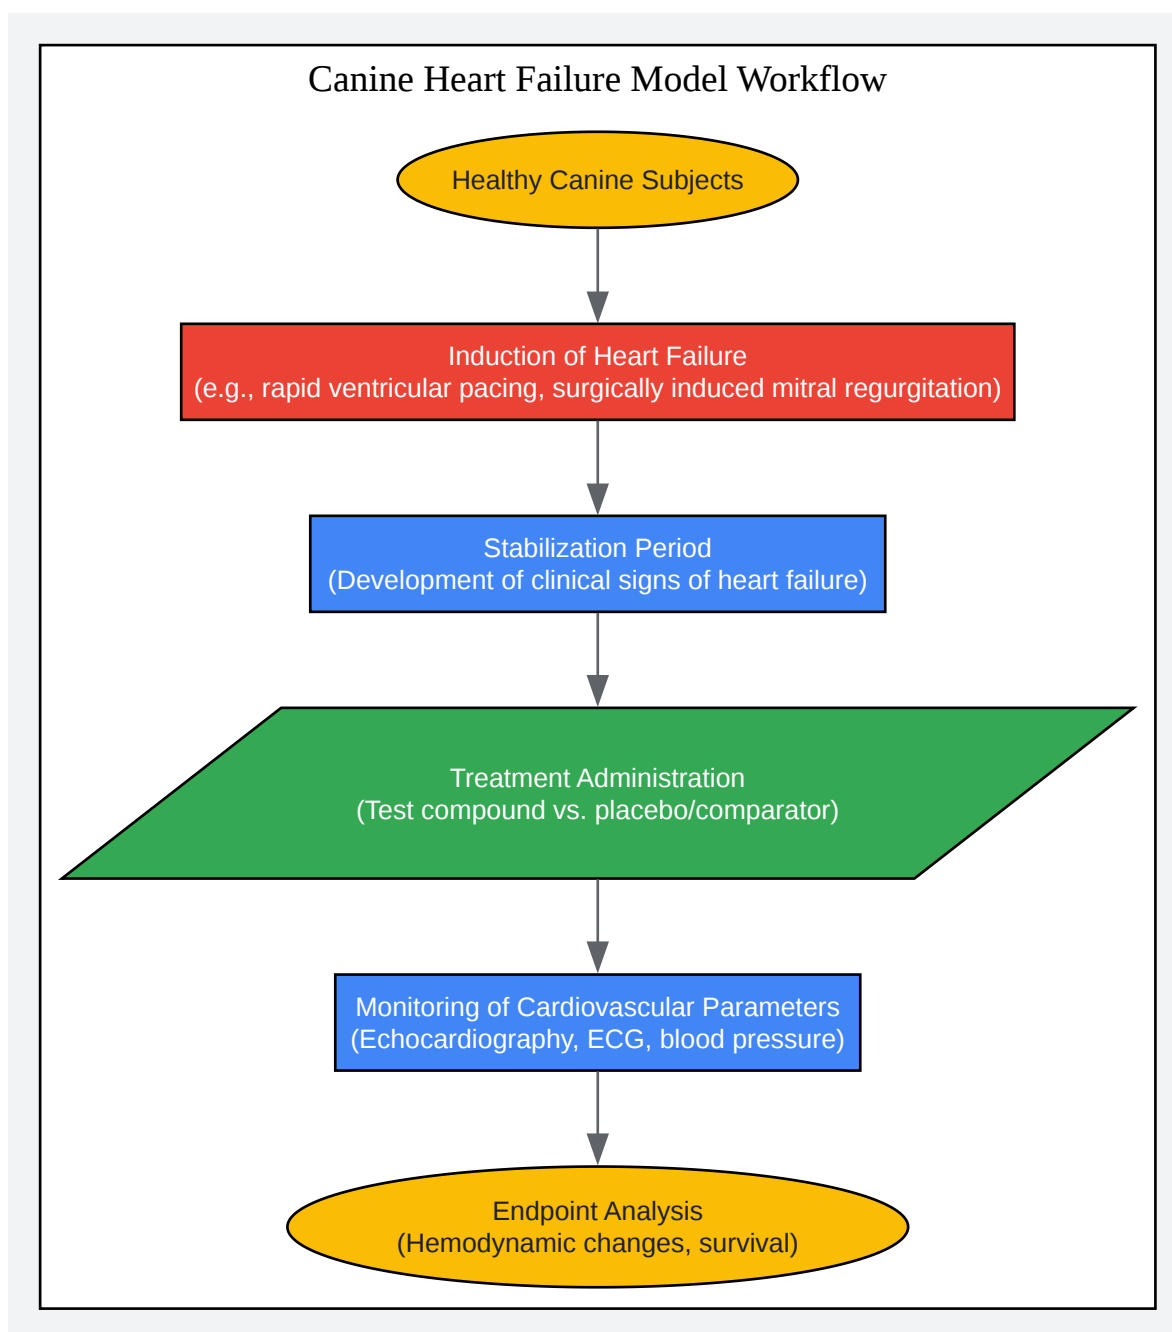 Canine Heart Failure Model Workflow
Healthy Canine Subjects
Induction of Heart Failure
(e.g., rapid ventricular pacing, surgically induced mitral regurgitation)
Stabilization Period
(Development of clinical signs of heart failure)
Treatment Administration
(Test compound vs. placebo/comparator)
Monitoring of Cardiovascular Parameters
(Echocardiography, ECG, blood pressure)
Endpoint Analysis
(Hemodynamic changes, survival)